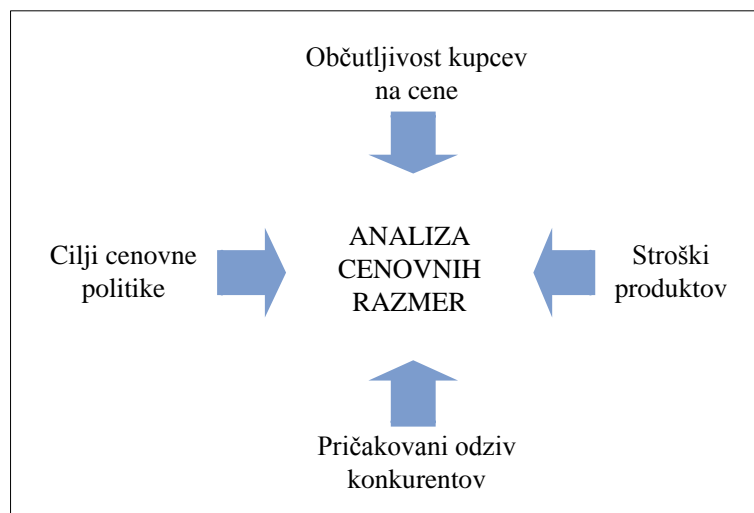 Občutljivost kupcev
na cene
Cilji cenovne
politike
ANALIZA
CENOVNIH
RAZMER
Stroški
produktov
Pričakovani odziv
konkurentov